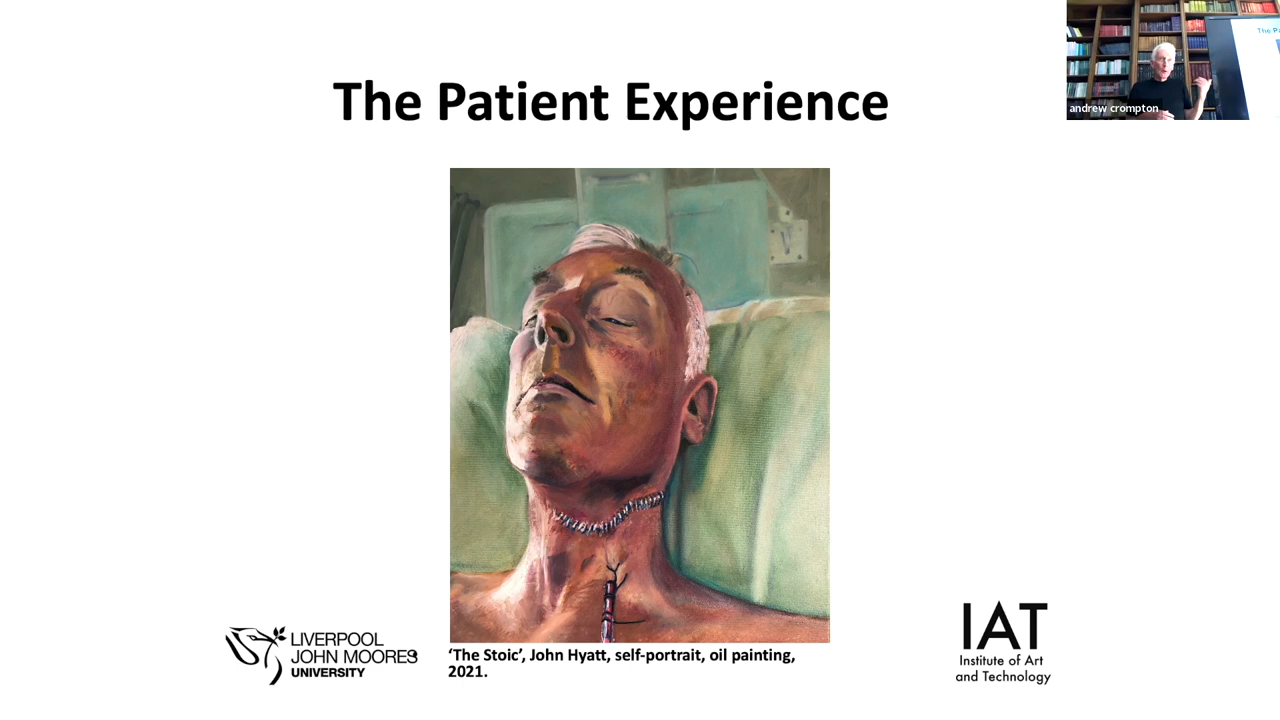 The Patient Experience
andrew crompton
‘The Stoic’, John Hyatt, self-portrait, oil painting,
2021.
LIVERPOOL
JOHN MOORES
UNIVERSITY
IAT
Institute of Art
and Technology